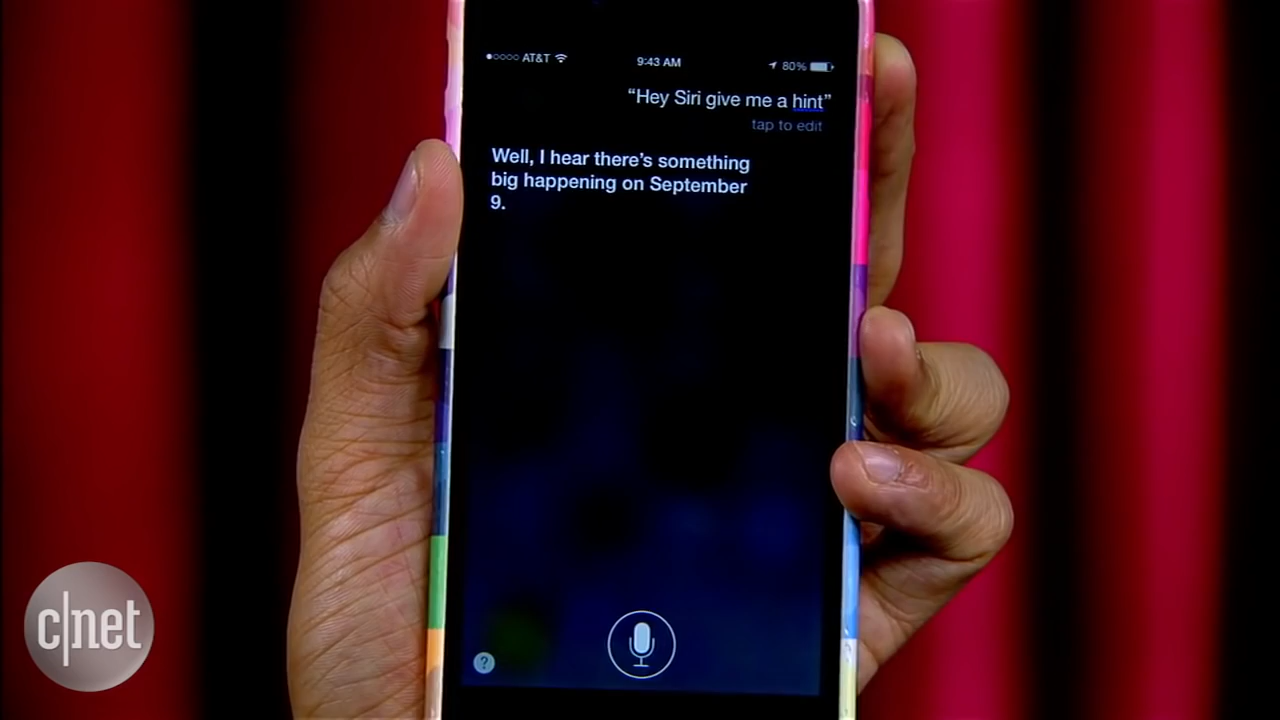 AT&T 9:43 AM 80%
“Hey Siri give me a hint”
tap to edit
Well, I hear there’s something
big happening on September
9.
?
c|net